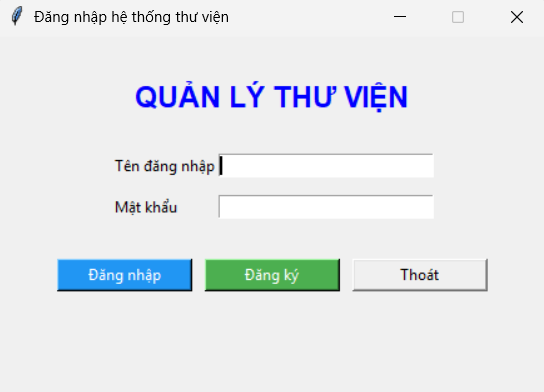 Đăng nhập hệ thống thư viện
QUẢN LÝ THƯ VIỆN
Tên đăng nhập
Mật khẩu
Đăng nhập Đăng ký Thoát